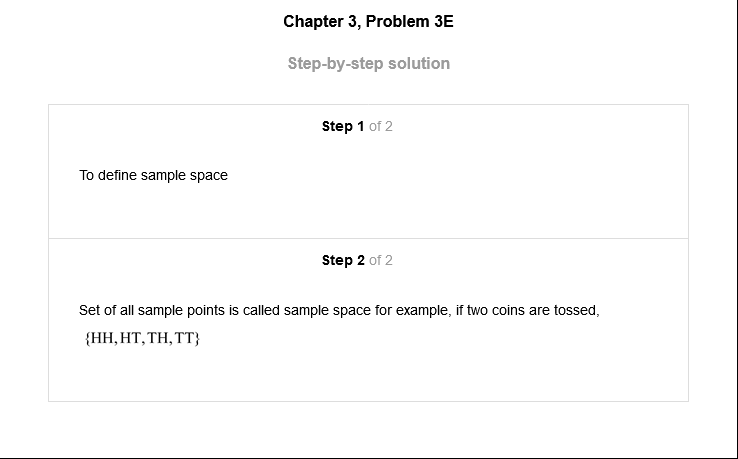 Chapter 3, Problem 3E
Step-by-step solution
Step 1 of 2
To define sample space
Step 2 of 2
Set of all sample points is called sample space for example, if two coins are tossed,
{HH, HT, TH, TT}